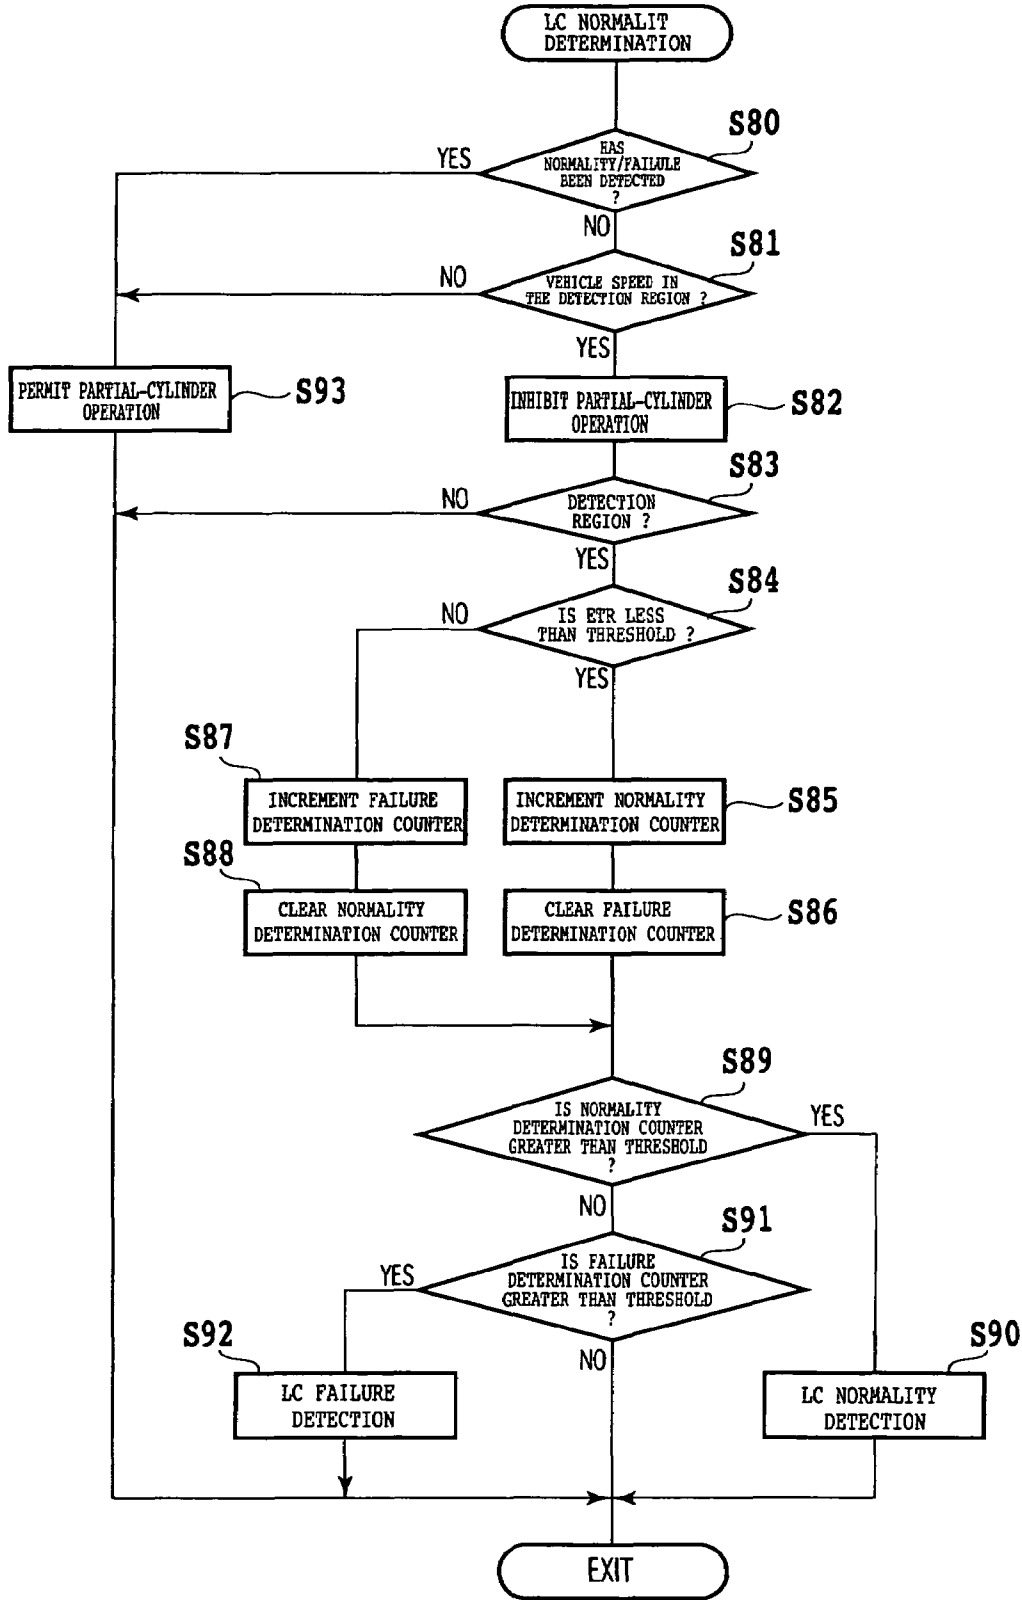 LC NORMALIT
DETERMINATION
S80
YES
HAS
NORMALITY/FAILULE
BEEN DETECTED
?
NO
S81
NO
VEHICLE SPEED IN
THE DETECTION REGION ?
YES
PERMIT PARTIAL-CYLINDER
OPERATION
S93
INHIBIT PARTIAL-CYLINDER
OPERATION
S82
S83
NO
DETECTION
REGION ?
YES
S84
NO
IS ETR LESS
THAN THRESHOLD ?
YES
S87
INCREMENT FAILURE
DETERMINATION COUNTER
INCREMENT NORMALITY
DETERMINATION COUNTER
S85
S88
CLEAR NORMALITY
DETERMINATION COUNTER
CLEAR FAILURE
DETERMINATION COUNTER
S86
S89
IS NORMALITY
DETERMINATION COUNTER
GREATER THAN THRESHOLD
?
YES
NO
S91
YES
IS FAILURE
DETERMINATION COUNTER
GREATER THAN THRESHOLD
?
NO
S92
LC FAILURE
DETECTION
S90
LC NORMALITY
DETECTION
EXIT